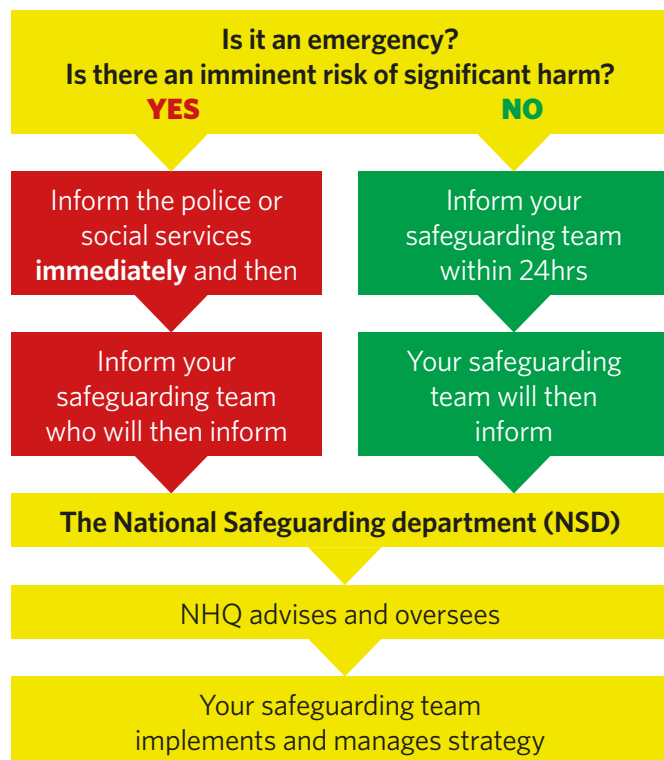 Is it an emergency?
Is there an imminent risk of significant harm?
YES
NO
Inform the police or
social services
immediately and then
Inform your
safeguarding team
within 24hrs
Inform your
safeguarding team
who will then inform
Your safeguarding
team will then
inform
The National Safeguarding department (NSD)
NHQ advises and oversees
Your safeguarding team
implements and manages strategy